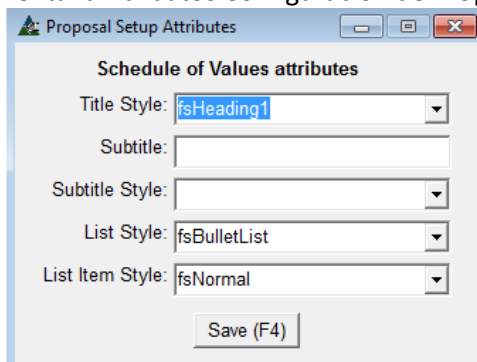 Proposal Setup Attributes
Schedule of Values attributes
Title Style: fsHeading1
Subtitle:
Subtitle Style:
List Style: fsBulletList
List Item Style: fsNormal
Save (F4)